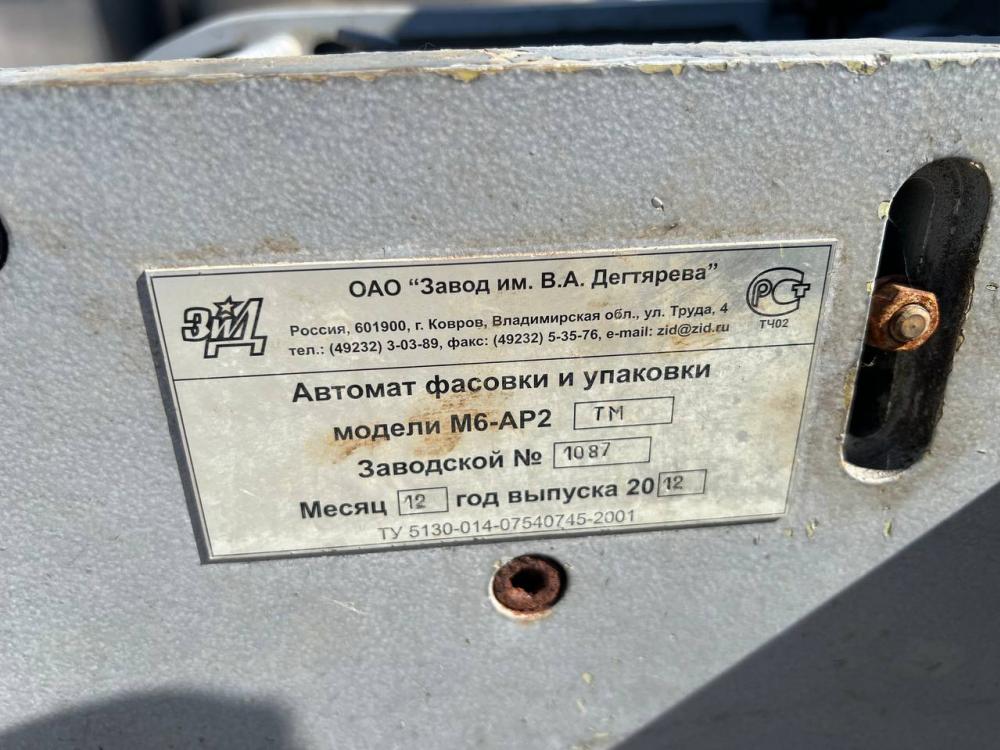 ЗиД
ОАО "Завод им. В.А. Дегтярева"
Россия, 601900, г. Ковров, Владимирская обл., ул. Труда, 4
тел.: (49232) 3-03-89, факс: (49232) 5-35-76, e-mail: zid@zid.ru
РСТ
ТЧ02
Автомат фасовки и упаковки
модели М6-АР2 ТМ
Заводской № 1087
Месяц 12 год выпуска 2012
ТУ 5130-014-07540745-2001